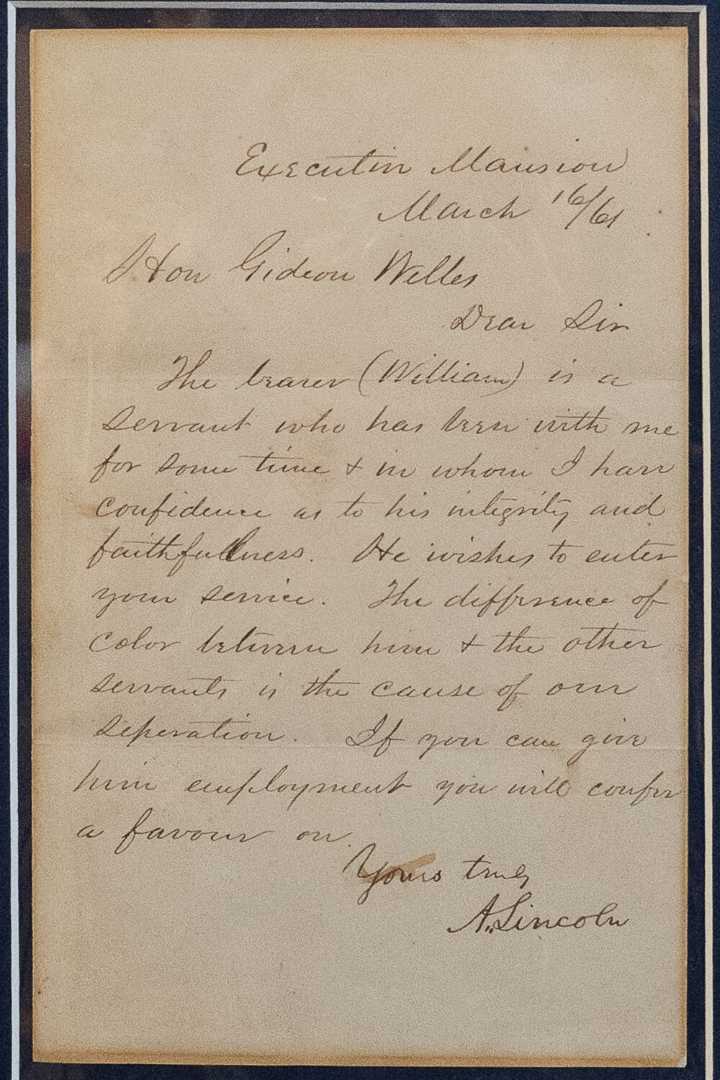 Executive Mansion
March 16/61
Hon Gideon Welles
Dear Sir
The bearer (William) is a
servant who has been with me
for some time & in whom I have
confidence as to his integrity and
faithfullness. He wishes to enter
your service. The difference of
color between him & the other
servants is the cause of our
seperation. If you can give
him employment you will confer
a favour on
Yours truly
A. Lincoln